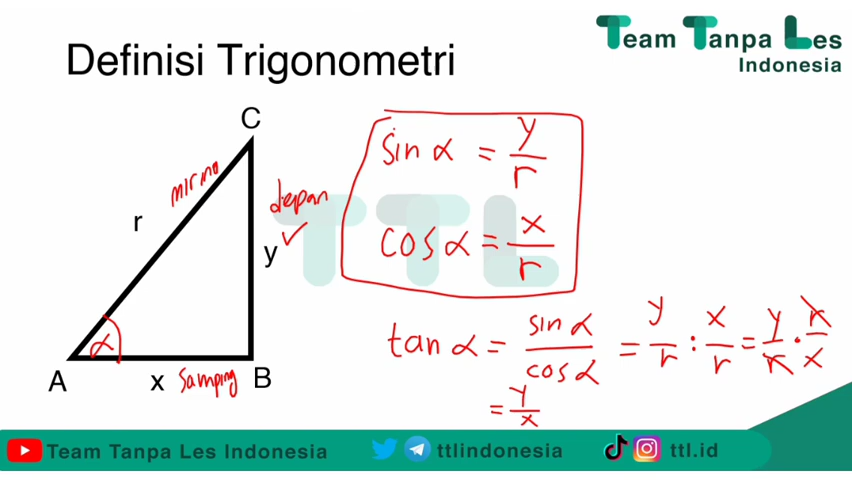 Definisi Trigonometri
Team Tanpa Les
Indonesia
C
miring
r
depan
✓
y
α
A
x samping B
sin α = y/r
cos α = x/r
tan α = sin α / cos α = y/r : x/r = y/r · r/x
= y/x
TTL
Team Tanpa Les Indonesia
ttlindonesia
ttl.id